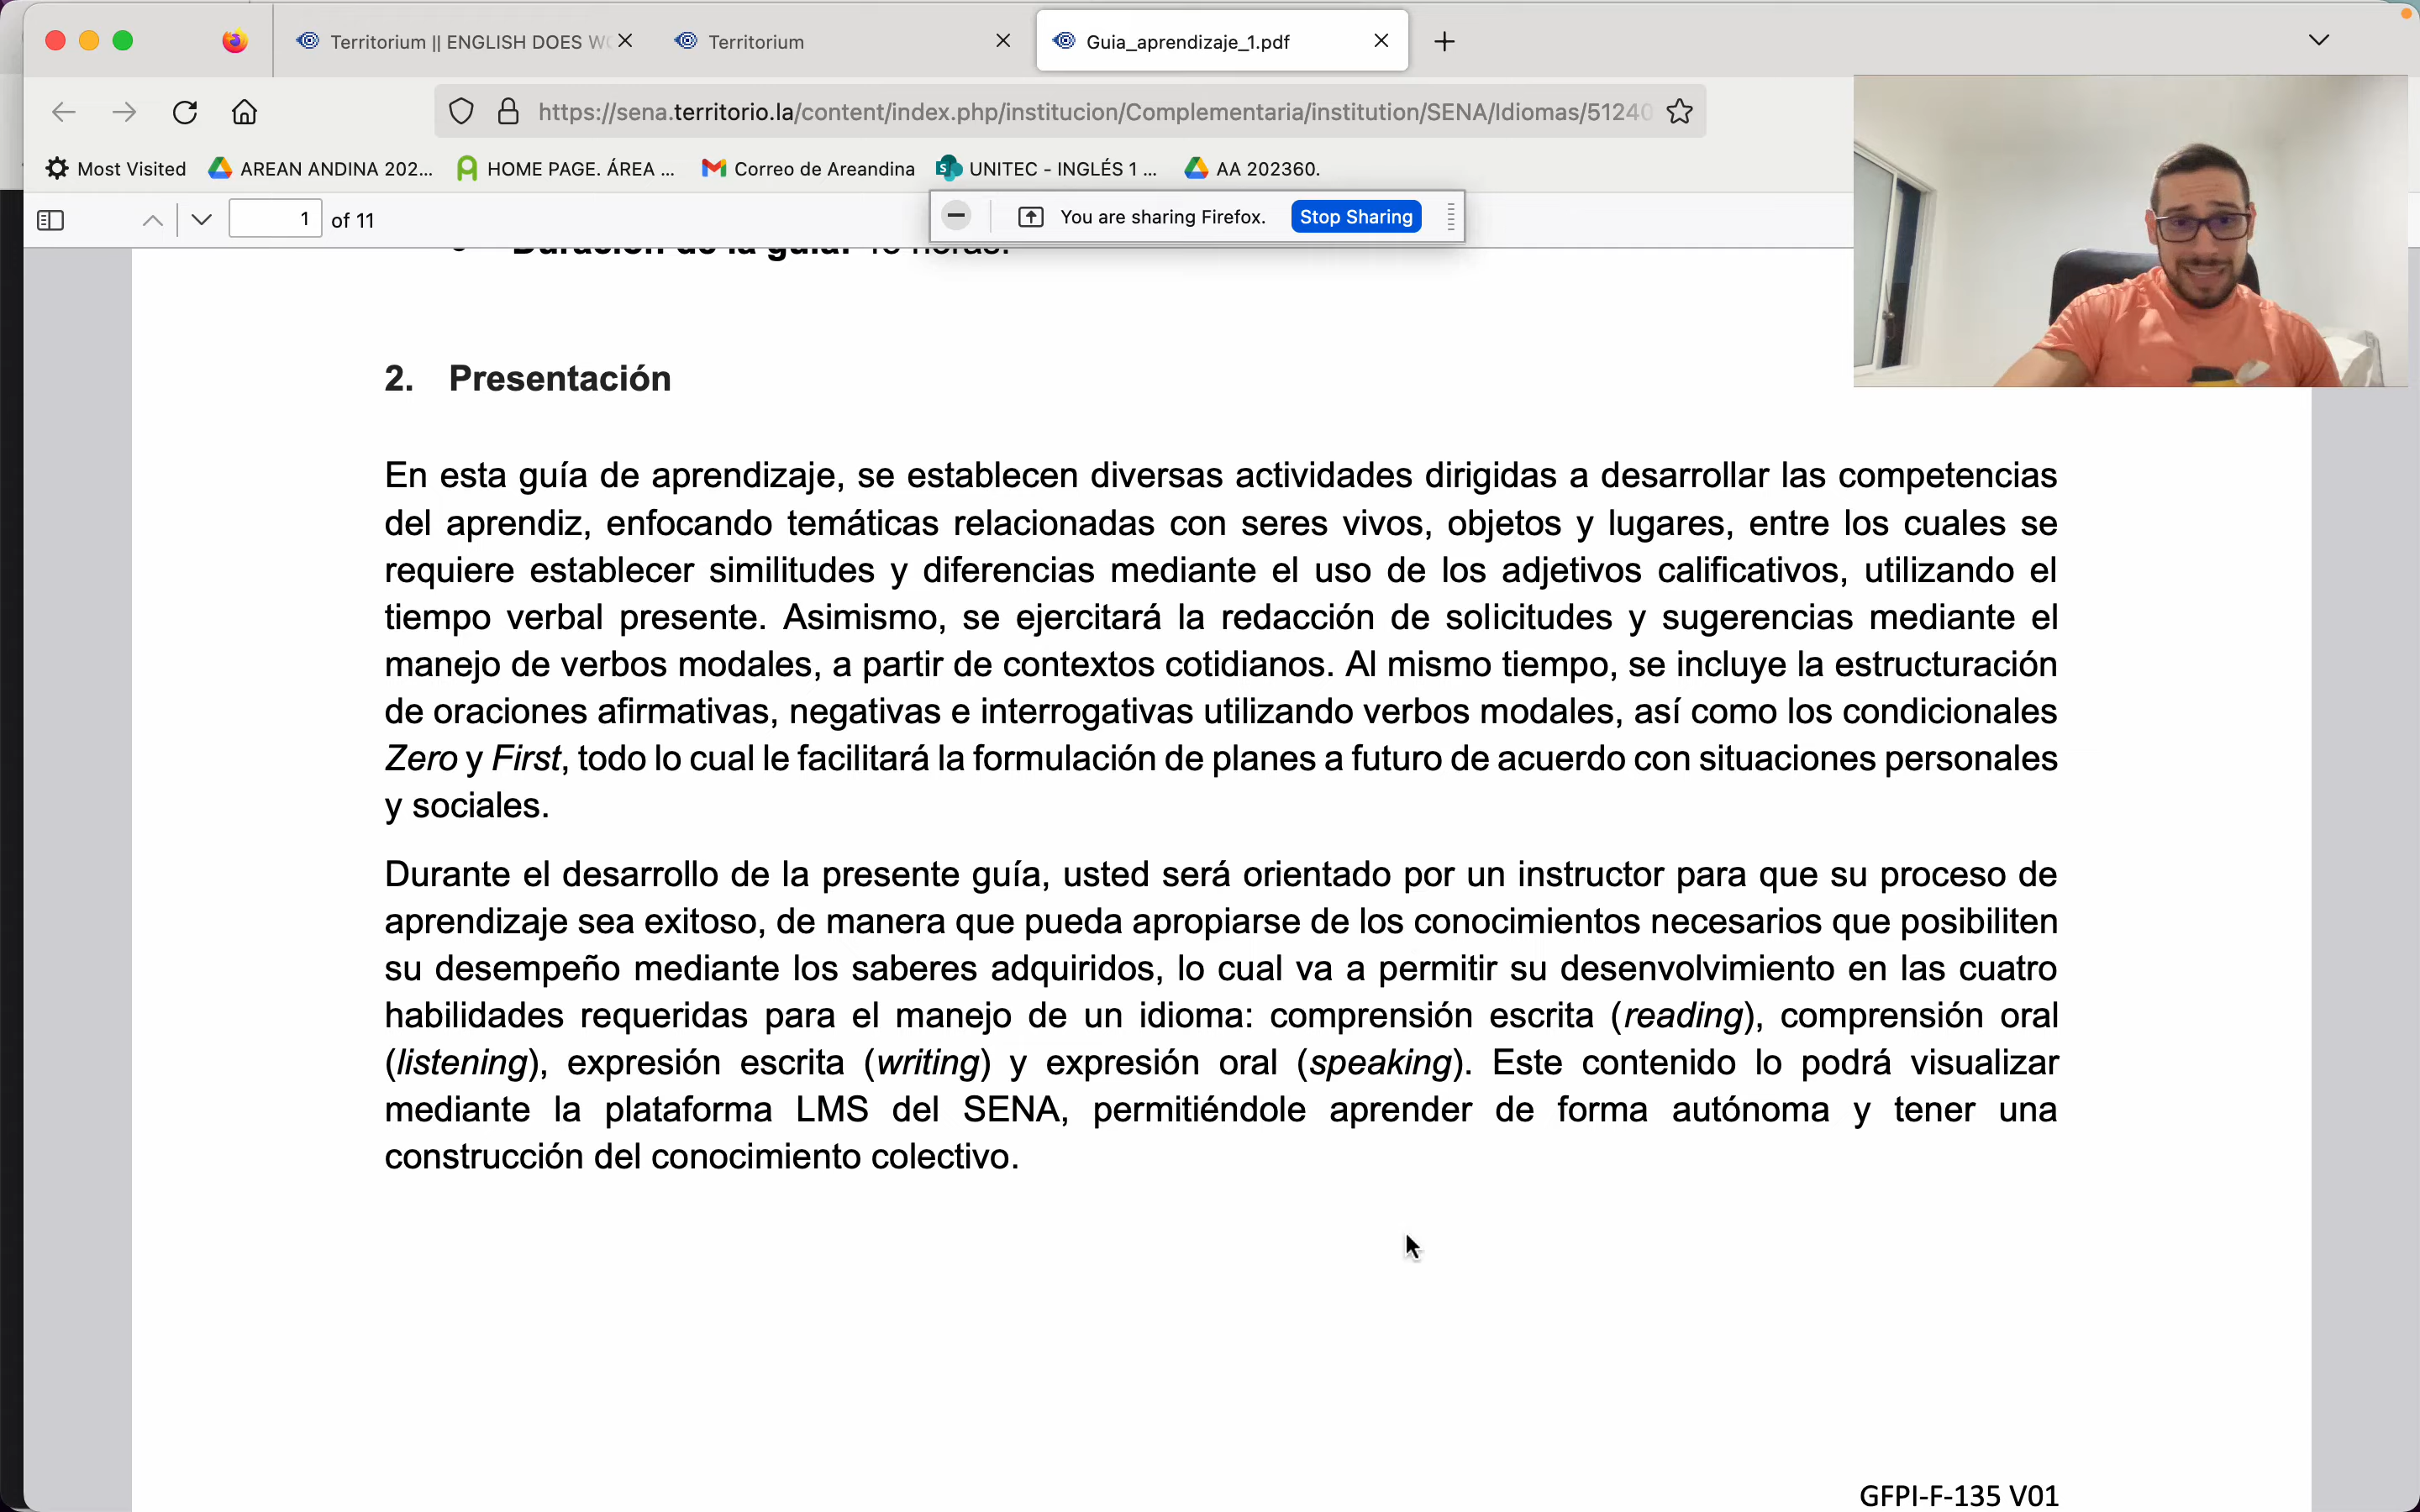 Territorium || ENGLISH DOES WO
Territorium
Guia_aprendizaje_1.pdf
https://sena.territorio.la/content/index.php/institucion/Complementaria/institution/SENA/Idiomas/51240
Most Visited
AREAN ANDINA 202...
HOME PAGE. ÁREA ...
Correo de Areandina
UNITEC - INGLÉS 1 ...
AA 202360.
1 of 11
You are sharing Firefox.
Stop Sharing
Duración de la guía: horas.
2. Presentación
En esta guía de aprendizaje, se establecen diversas actividades dirigidas a desarrollar las competencias
del aprendiz, enfocando temáticas relacionadas con seres vivos, objetos y lugares, entre los cuales se
requiere establecer similitudes y diferencias mediante el uso de los adjetivos calificativos, utilizando el
tiempo verbal presente. Asimismo, se ejercitará la redacción de solicitudes y sugerencias mediante el
manejo de verbos modales, a partir de contextos cotidianos. Al mismo tiempo, se incluye la estructuración
de oraciones afirmativas, negativas e interrogativas utilizando verbos modales, así como los condicionales
Zero y First, todo lo cual le facilitará la formulación de planes a futuro de acuerdo con situaciones personales
y sociales.
Durante el desarrollo de la presente guía, usted será orientado por un instructor para que su proceso de
aprendizaje sea exitoso, de manera que pueda apropiarse de los conocimientos necesarios que posibiliten
su desempeño mediante los saberes adquiridos, lo cual va a permitir su desenvolvimiento en las cuatro
habilidades requeridas para el manejo de un idioma: comprensión escrita (reading), comprensión oral
(listening), expresión escrita (writing) y expresión oral (speaking). Este contenido lo podrá visualizar
mediante la plataforma LMS del SENA, permitiéndole aprender de forma autónoma y tener una
construcción del conocimiento colectivo.
GFPI-F-135 V01